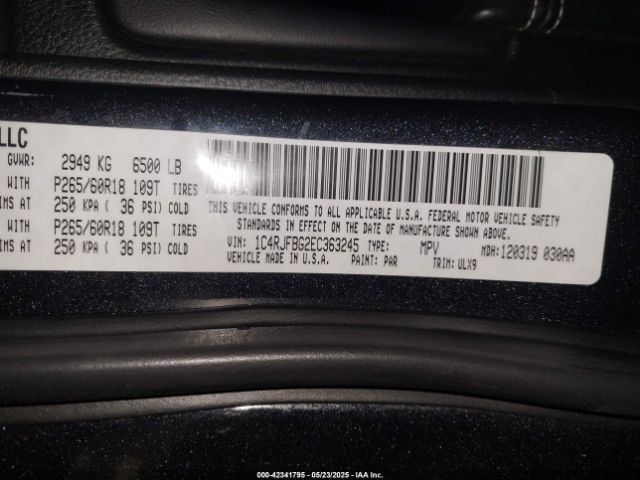 LLC
GVWR: 2949 KG 6500 LB
WITH P265/60R18 109T TIRES
IMS AT 250 KPA ( 36 PSI) COLD
WITH P265/60R18 109T TIRES
IMS AT 250 KPA ( 36 PSI) COLD
THIS VEHICLE CONFORMS TO ALL APPLICABLE U.S.A. FEDERAL MOTOR VEHICLE SAFETY
STANDARDS IN EFFECT ON THE DATE OF MANUFACTURE SHOWN ABOVE.
VIN: 1C4RJFBG2EC363245 TYPE: MPV MDH:120319 030AA
VEHICLE MADE IN U.S.A. PAINT: PAR TRIM: ULX9
000-42341795 - 05/23/2025 - IAA Inc.